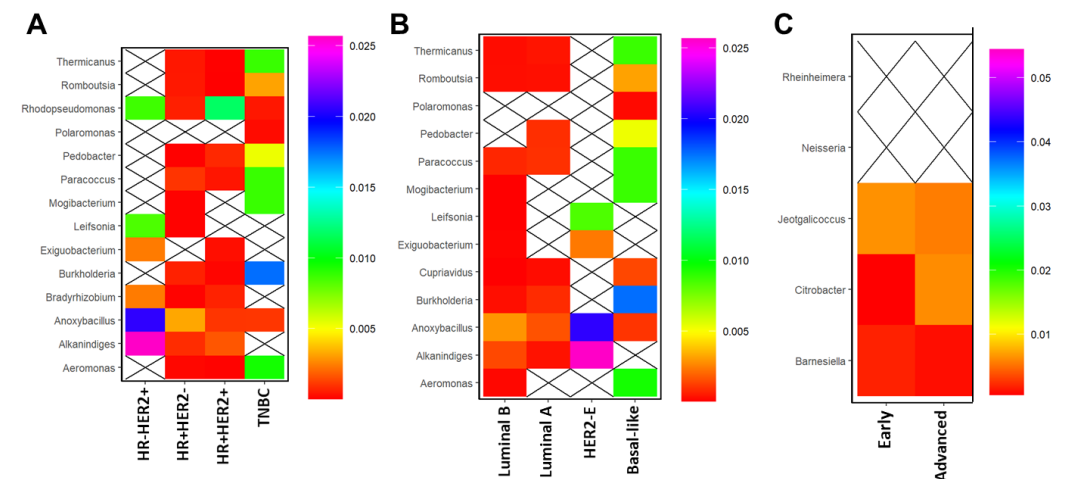 A
Thermicanus
Romboutsia
Rhodopseudomonas
Polaromonas
Pedobacter
Paracoccus
Mogibacterium
Leifsonia
Exiguobacterium
Burkholderia
Bradyrhizobium
Anoxybacillus
Alkanindiges
Aeromonas
HR-HER2+
HR+HER2-
HR+HER2+
TNBC
0.025
0.020
0.015
0.010
0.005
B
Thermicanus
Romboutsia
Polaromonas
Pedobacter
Paracoccus
Mogibacterium
Leifsonia
Exiguobacterium
Cupriavidus
Burkholderia
Anoxybacillus
Alkanindiges
Aeromonas
Luminal B
Luminal A
HER2-E
Basal-like
0.025
0.020
0.015
0.010
0.005
C
Rheinheimera
Neisseria
Jeotgalicoccus
Citrobacter
Barnesiella
Early
Advanced
0.05
0.04
0.03
0.02
0.01